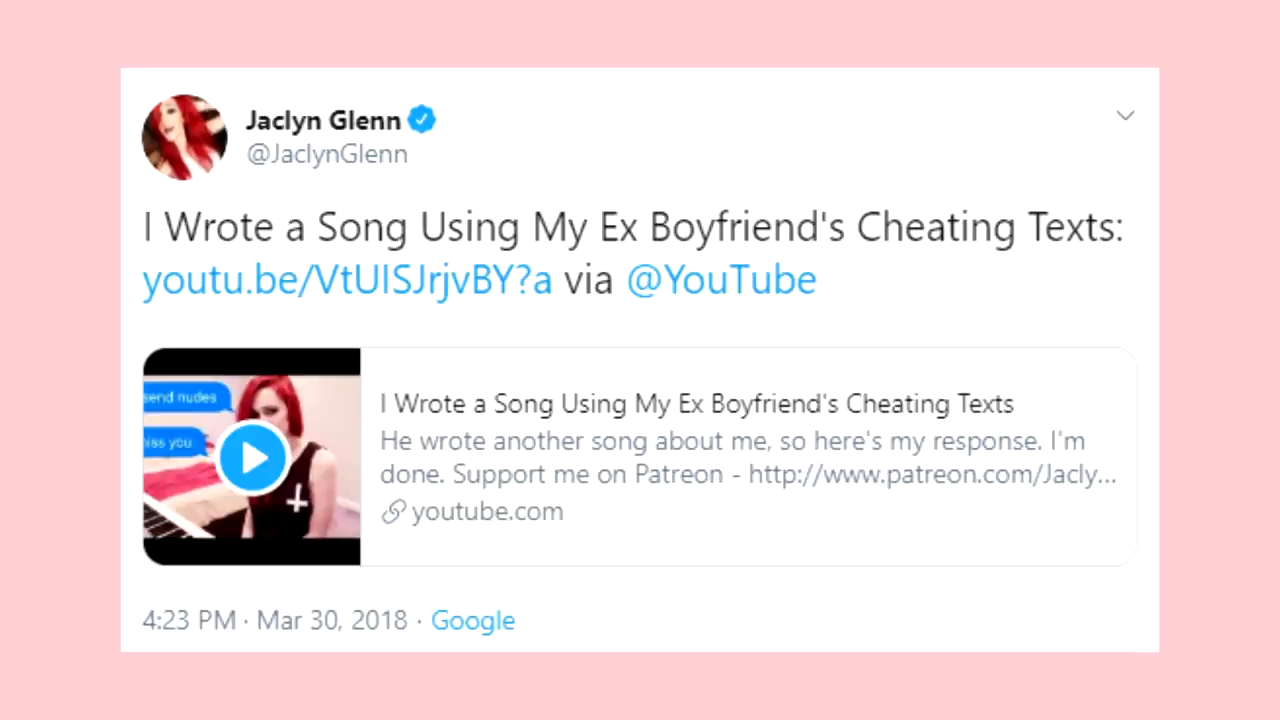 Jaclyn Glenn
@JaclynGlenn
I Wrote a Song Using My Ex Boyfriend's Cheating Texts:
youtu.be/VtUISJrjvBY?a via @YouTube
send nudes
miss you
I Wrote a Song Using My Ex Boyfriend's Cheating Texts
He wrote another song about me, so here's my response. I'm
done. Support me on Patreon - http://www.patreon.com/Jacly...
youtube.com
4:23 PM · Mar 30, 2018 · Google